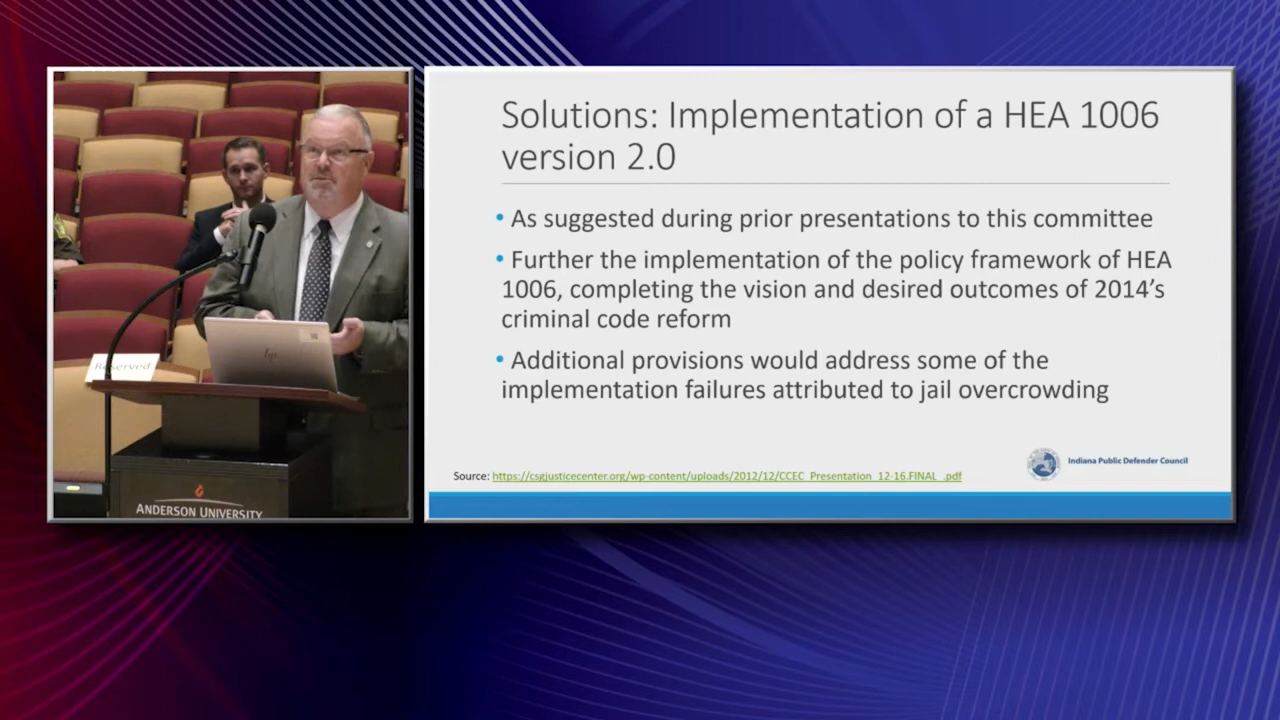 Solutions: Implementation of a HEA 1006
version 2.0
• As suggested during prior presentations to this committee
• Further the implementation of the policy framework of HEA
1006, completing the vision and desired outcomes of 2014’s
criminal code reform
• Additional provisions would address some of the
implementation failures attributed to jail overcrowding
Source: https://csgjusticecenter.org/wp-content/uploads/2012/12/CCEC_Presentation_12-16.FINAL_.pdf
Indiana Public Defender Council
Reserved
hp
ANDERSON UNIVERSITY